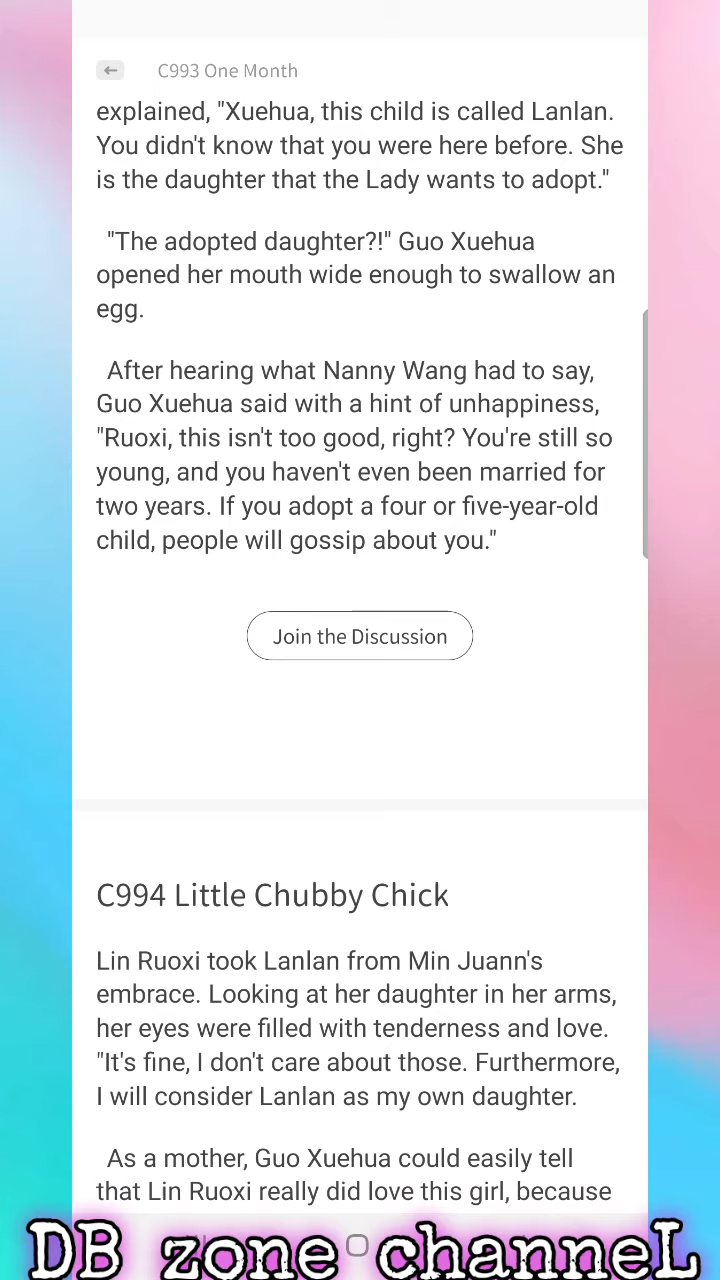 C993 One Month
explained, "Xuehua, this child is called Lanlan.
You didn't know that you were here before. She
is the daughter that the Lady wants to adopt."
"The adopted daughter?!" Guo Xuehua
opened her mouth wide enough to swallow an
egg.
After hearing what Nanny Wang had to say,
Guo Xuehua said with a hint of unhappiness,
"Ruoxi, this isn't too good, right? You're still so
young, and you haven't even been married for
two years. If you adopt a four or five-year-old
child, people will gossip about you."
Join the Discussion
C994 Little Chubby Chick
Lin Ruoxi took Lanlan from Min Juann's
embrace. Looking at her daughter in her arms,
her eyes were filled with tenderness and love.
"It's fine, I don't care about those. Furthermore,
I will consider Lanlan as my own daughter.
As a mother, Guo Xuehua could easily tell
that Lin Ruoxi really did love this girl, because
DB zone channeL